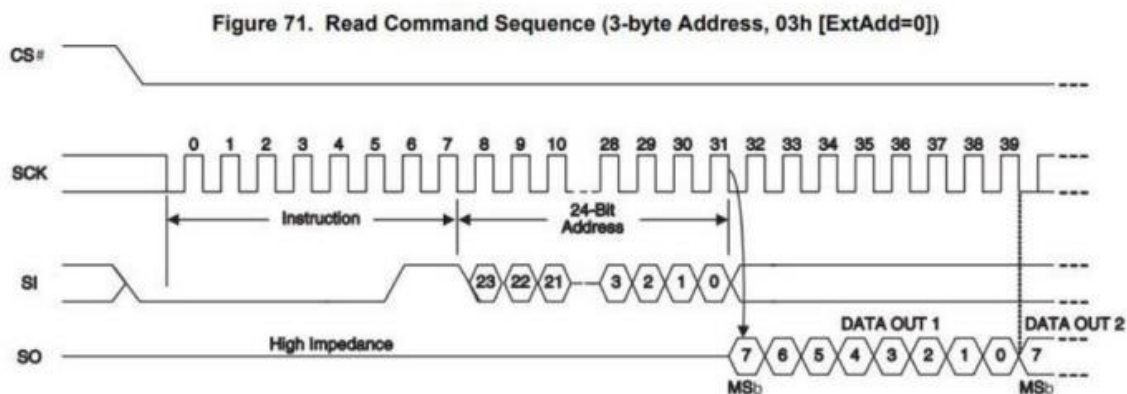 Figure 71. Read Command Sequence (3-byte Address, 03h [ExtAdd=0])
CS#
0 1 2 3 4 5 6 7 8 9 10 28 29 30 31 32 33 34 35 36 37 38 39
SCK
Instruction
24-Bit
Address
SI
23 22 21 3 2 1 0
DATA OUT 1 DATA OUT 2
High Impedance
SO
7 6 5 4 3 2 1 0 7
MSb MSb